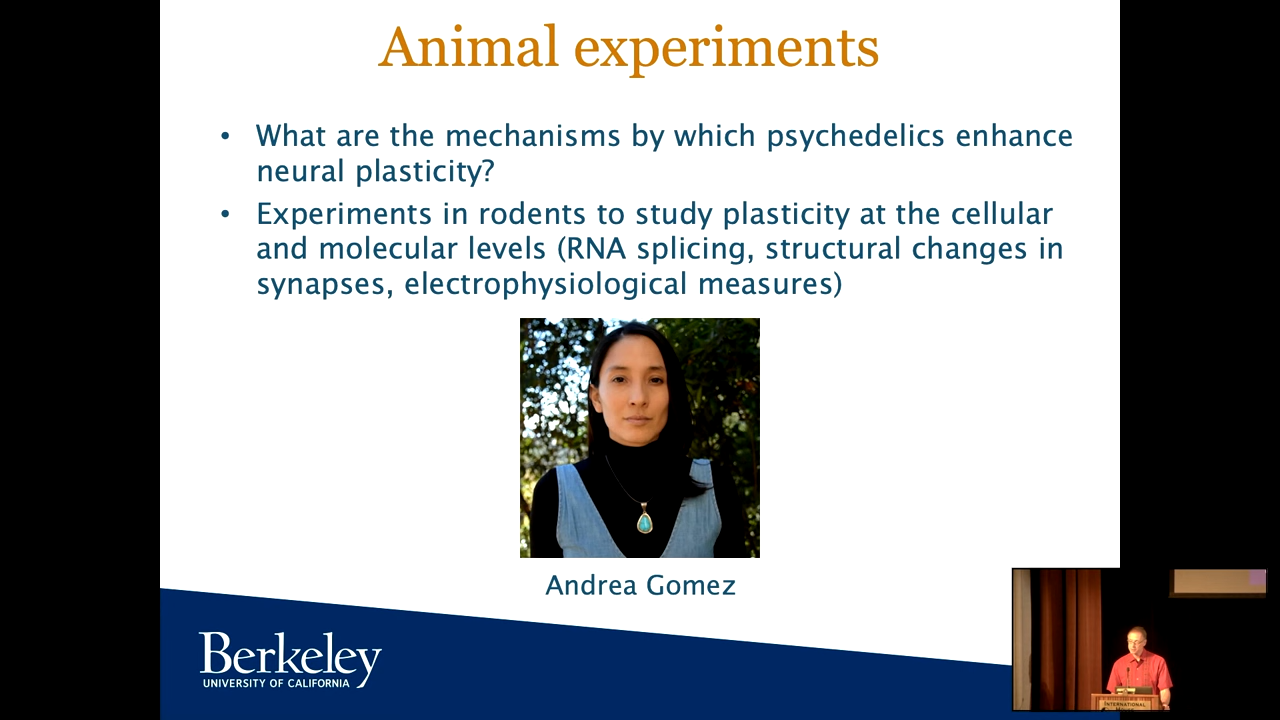 Animal experiments
• What are the mechanisms by which psychedelics enhance
neural plasticity?
• Experiments in rodents to study plasticity at the cellular
and molecular levels (RNA splicing, structural changes in
synapses, electrophysiological measures)
Andrea Gomez
Berkeley
UNIVERSITY OF CALIFORNIA
INTERNATIONAL